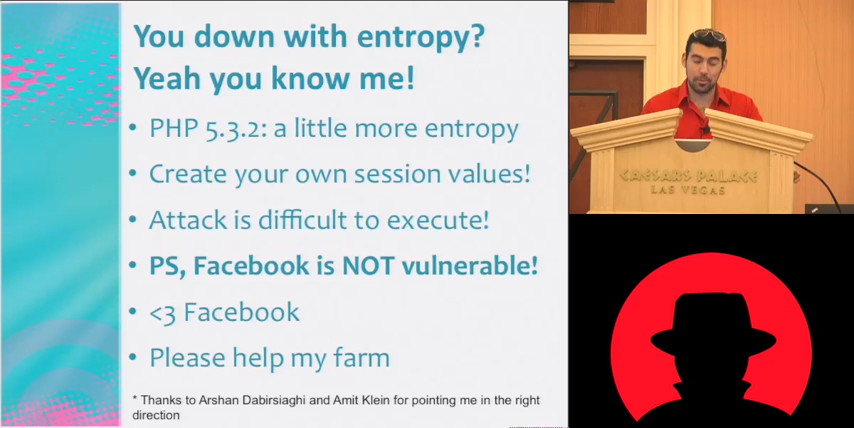 You down with entropy?
Yeah you know me!
• PHP 5.3.2: a little more entropy
• Create your own session values!
• Attack is difficult to execute!
• PS, Facebook is NOT vulnerable!
• <3 Facebook
• Please help my farm
* Thanks to Arshan Dabirsiaghi and Amit Klein for pointing me in the right
direction
CAESARS PALACE
LAS VEGAS